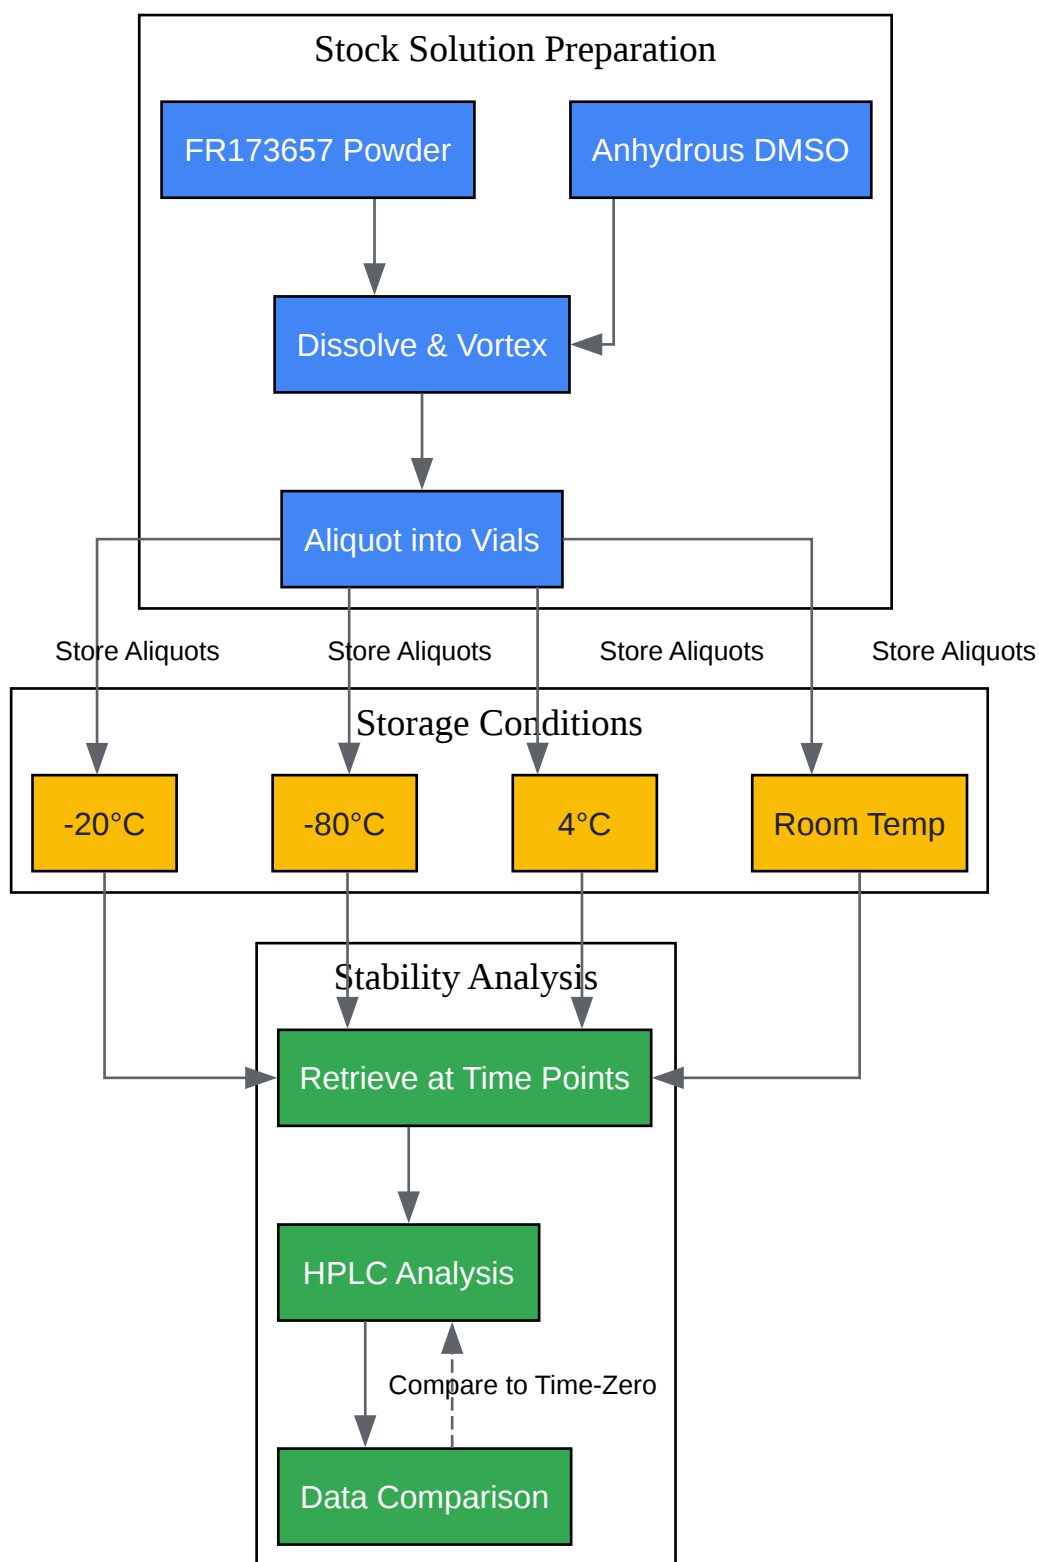 Stock Solution Preparation
FR173657 Powder
Anhydrous DMSO
Dissolve & Vortex
Aliquot into Vials
Store Aliquots
Store Aliquots
Store Aliquots
Store Aliquots
Storage Conditions
-20°C
-80°C
4°C
Room Temp
Stability Analysis
Retrieve at Time Points
HPLC Analysis
Compare to Time-Zero
Data Comparison